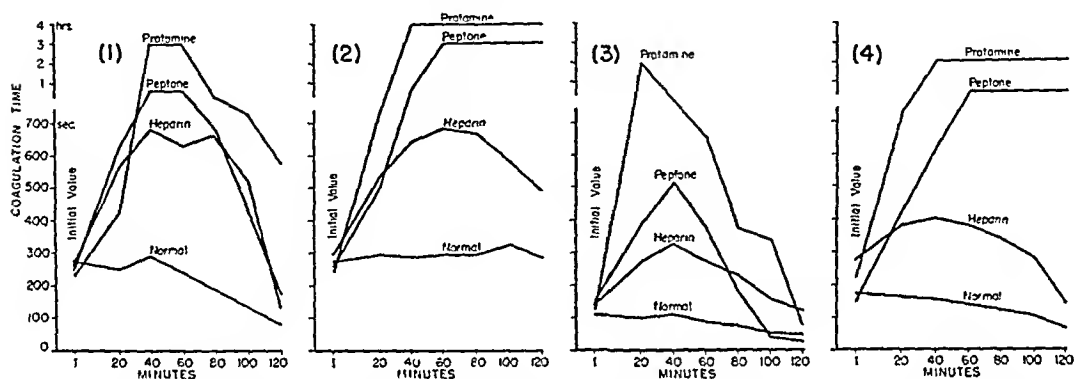 COAGULATION TIME
4 hrs.
3
2
1
sec.
700
600
500
400
300
200
100
0
(1)
Protamine
Peptone
Heparin
Normal
Initial Value
1 20 40 60 80 100 120
MINUTES
(2)
Protamine
Peptone
Heparin
Normal
Initial Value
1 20 40 60 80 100 120
MINUTES
(3)
Protamine
Peptone
Heparin
Normal
Initial Value
1 20 40 60 80 100 120
MINUTES
(4)
Protamine
Peptone
Heparin
Normal
Initial Value
1 20 40 60 80 100 120
MINUTES